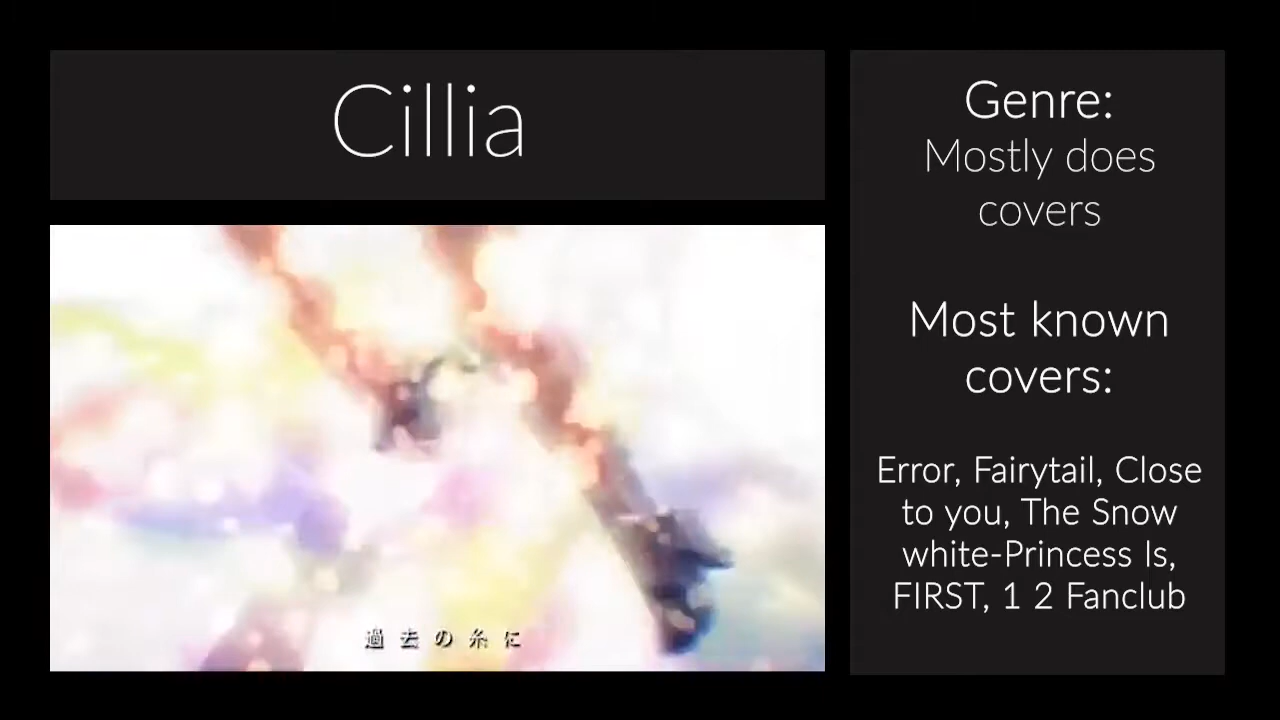 Cillia
過去の糸に
Genre:
Mostly does
covers
Most known
covers:
Error, Fairytail, Close
to you, The Snow
white-Princess Is,
FIRST, 1 2 Fanclub